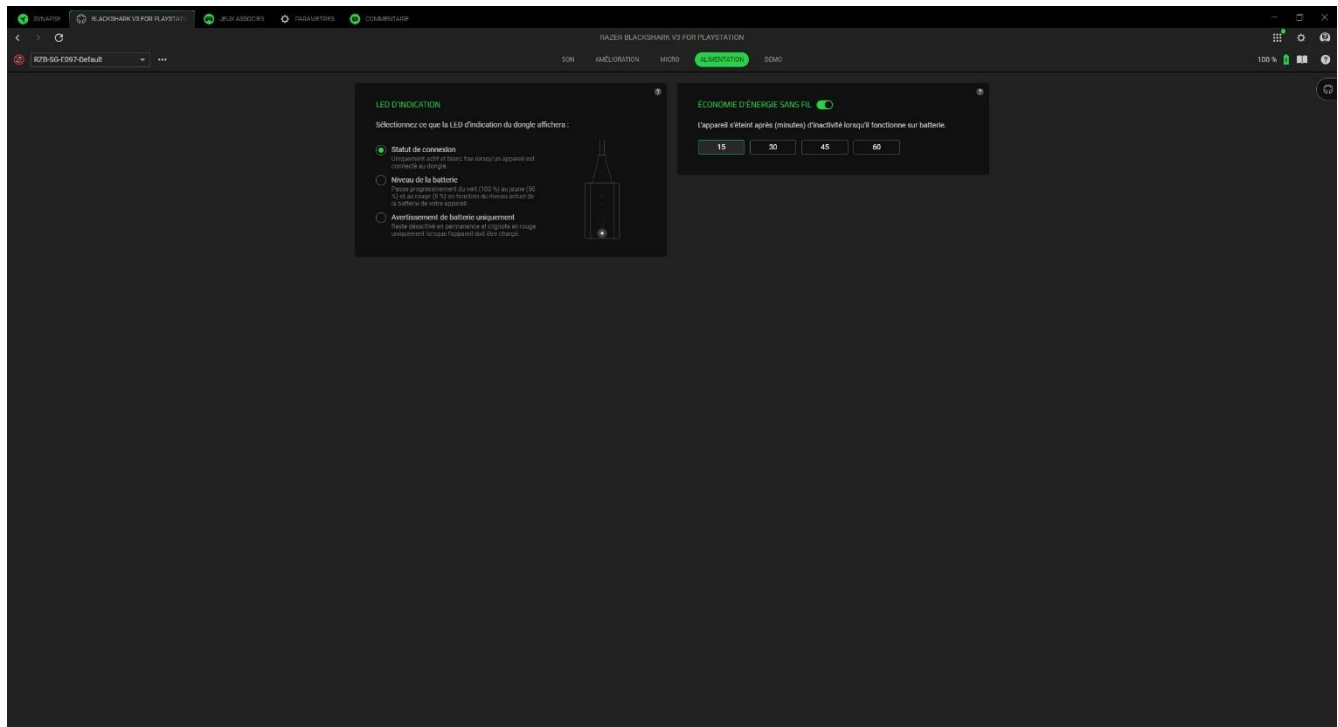 SYNAPSE
BLACKSHARK V3 FOR PLAYSTATI
JEUX ASSOCIÉS
PARAMÈTRES
COMMENTAIRE
RAZER BLACKSHARK V3 FOR PLAYSTATION
RZB-SG-E097-Default
SON
AMÉLIORATION
MICRO
ALIMENTATION
DEMO
100 %
LED D'INDICATION
Sélectionnez ce que la LED d'indication du dongle affichera :
Statut de connexion
Uniquement actif et blanc fixe lorsqu'un appareil est
connecté au dongle.
Niveau de la batterie
Passe progressivement du vert (100 %) au jaune (50
%) et au rouge (0 %) en fonction du niveau actuel de
la batterie de votre appareil
Avertissement de batterie uniquement
Reste désactivé en permanence et clignote en rouge
uniquement lorsque l'appareil doit être chargé.
ÉCONOMIE D'ÉNERGIE SANS FIL
L'appareil s'éteint après (minutes) d'inactivité lorsqu'il fonctionne sur batterie.
15
30
45
60